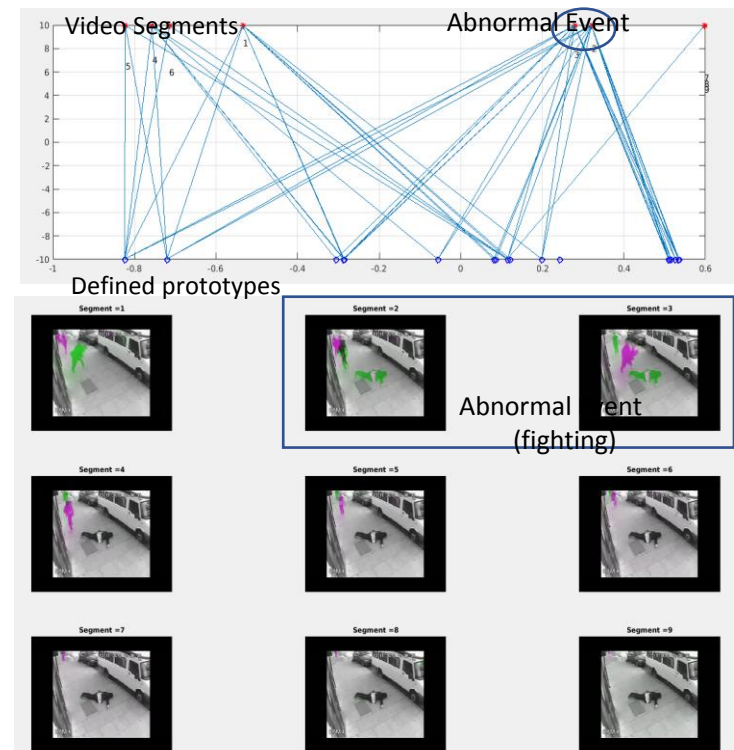 Video Segments
Abnormal Event
10
8
6
4
2
0
-2
-4
-6
-8
-10
5
4
6
1
3
2
-1
-0.8
-0.6
-0.4
-0.2
0
0.2
0.4
0.6
Defined prototypes
Segment =1
Segment =2
Segment =3
Abnormal Event
(fighting)
Segment =4
Segment =5
Segment =6
Segment =7
Segment =8
Segment =9